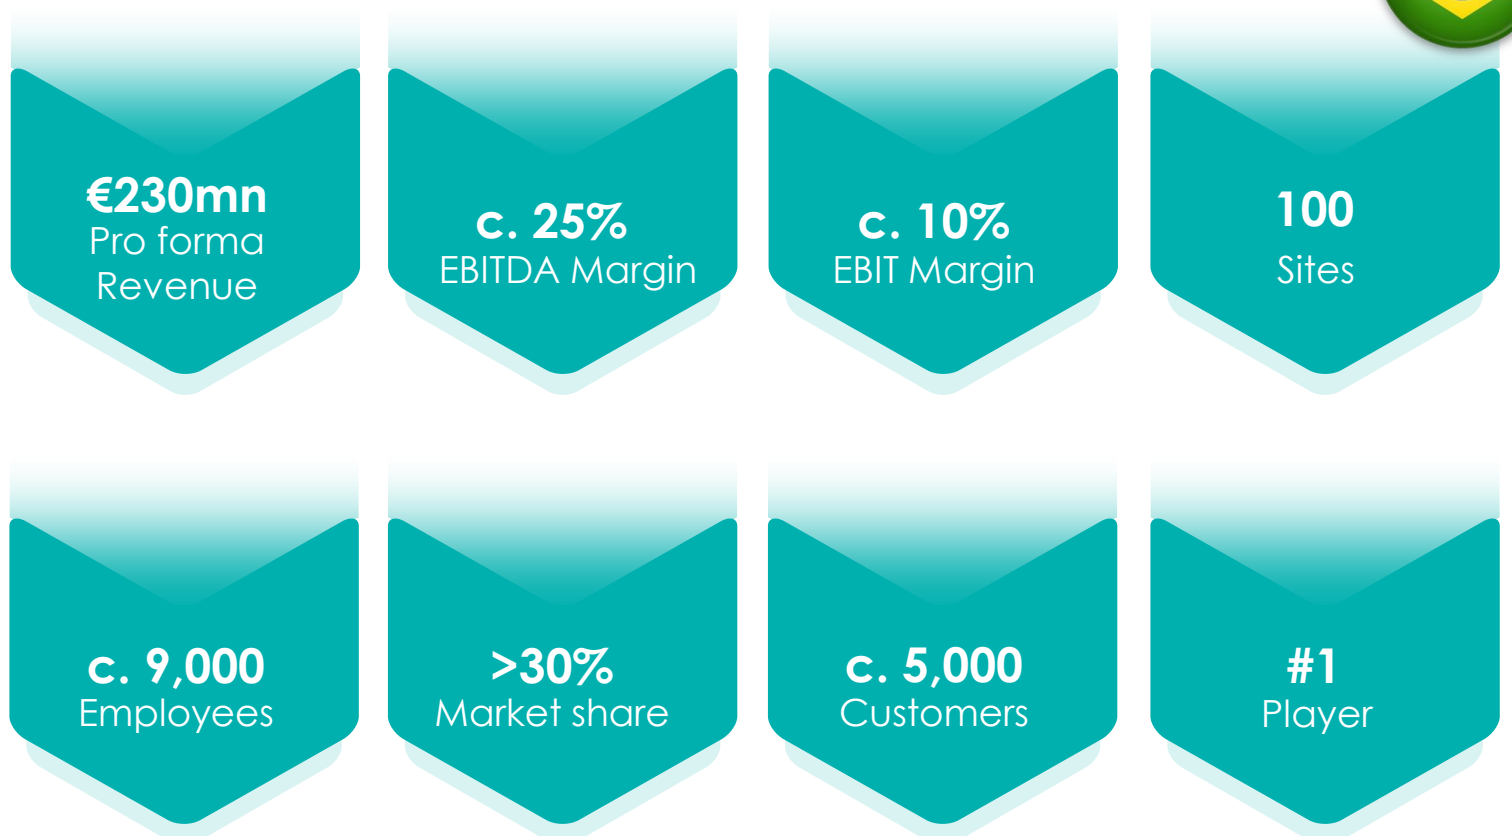 €230mn
Pro forma
Revenue
c. 25%
EBITDA Margin
c. 10%
EBIT Margin
100
Sites
c. 9,000
Employees
>30%
Market share
c. 5,000
Customers
#1
Player